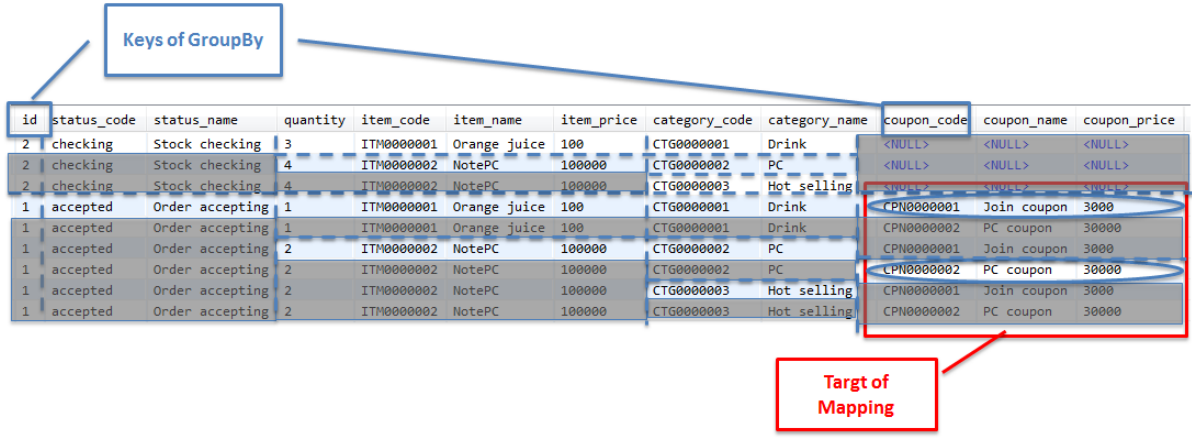 Keys of GroupBy
id status_code status_name quantity item_code item_name item_price category_code category_name coupon_code coupon_name coupon_price
2 checking Stock checking 3 ITM0000001 Orange juice 100 CTG0000001 Drink <NULL> <NULL> <NULL>
2 checking Stock checking 4 ITM0000002 NotePC 100000 CTG0000002 PC <NULL> <NULL> <NULL>
2 checking Stock checking 4 ITM0000002 NotePC 100000 CTG0000003 Hot selling <NULL> <NULL> <NULL>
1 accepted Order accepting 1 ITM0000001 Orange juice 100 CTG0000001 Drink CPN0000001 Join coupon 3000
1 accepted Order accepting 1 ITM0000001 Orange juice 100 CTG0000001 Drink CPN0000002 PC coupon 30000
1 accepted Order accepting 2 ITM0000002 NotePC 100000 CTG0000002 PC CPN0000001 Join coupon 3000
1 accepted Order accepting 2 ITM0000002 NotePC 100000 CTG0000002 PC CPN0000002 PC coupon 30000
1 accepted Order accepting 2 ITM0000002 NotePC 100000 CTG0000003 Hot selling CPN0000001 Join coupon 3000
1 accepted Order accepting 2 ITM0000002 NotePC 100000 CTG0000003 Hot selling CPN0000002 PC coupon 30000
Targt of
Mapping